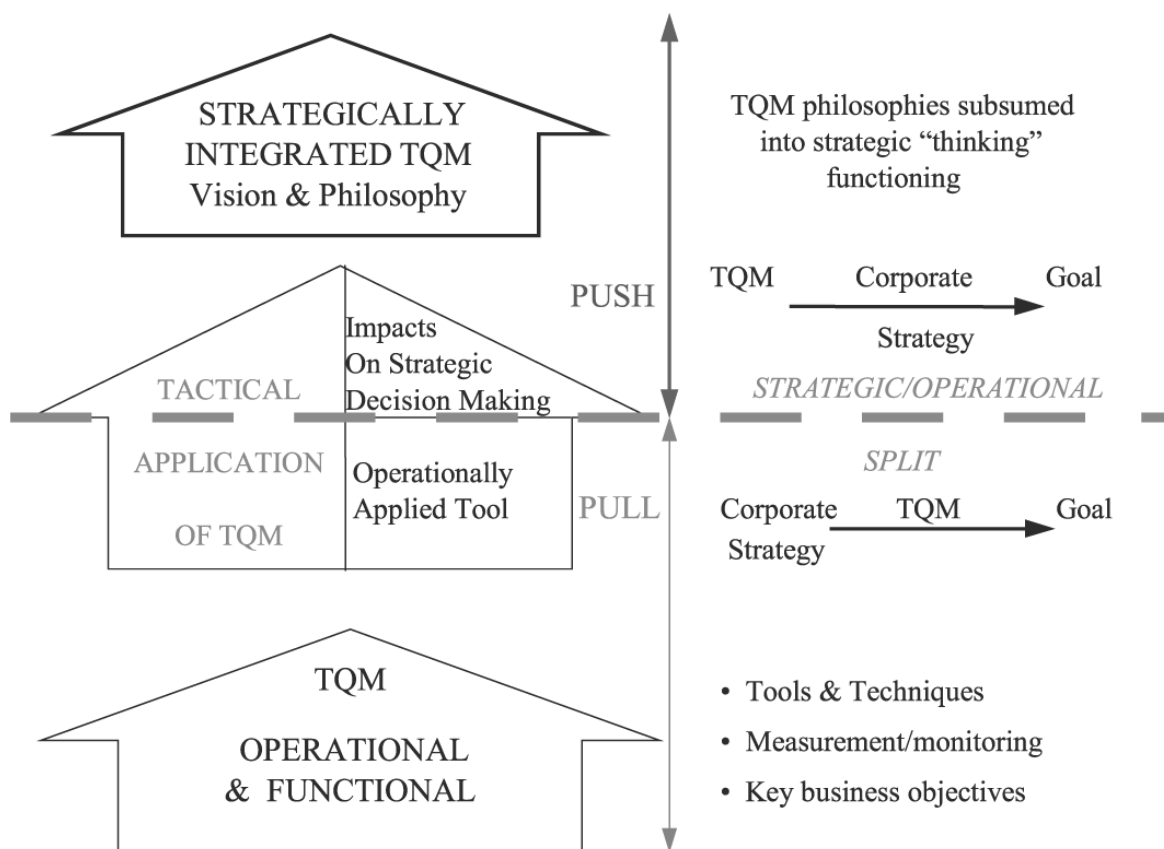 STRATEGICALLY
INTEGRATED TQM
Vision & Philosophy
TQM philosophies subsumed
into strategic “thinking”
functioning
PUSH
TQM Corporate Goal
Strategy
Impacts
On Strategic
Decision Making
TACTICAL
STRATEGIC/OPERATIONAL
APPLICATION
OF TQM
Operationally
Applied Tool
PULL
SPLIT
Corporate TQM Goal
Strategy
TQM
OPERATIONAL
& FUNCTIONAL
• Tools & Techniques
• Measurement/monitoring
• Key business objectives